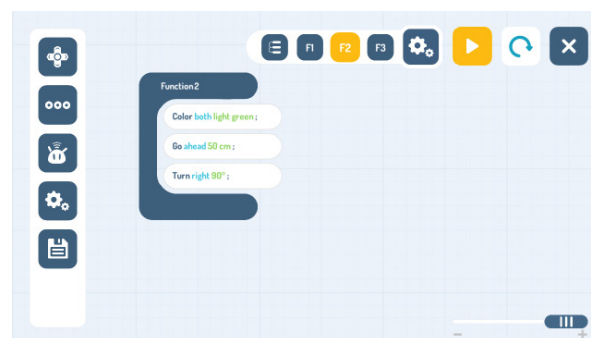 F1 F2 F3
Function 2
Color both light green ;
Go ahead 50 cm ;
Turn right 90° ;